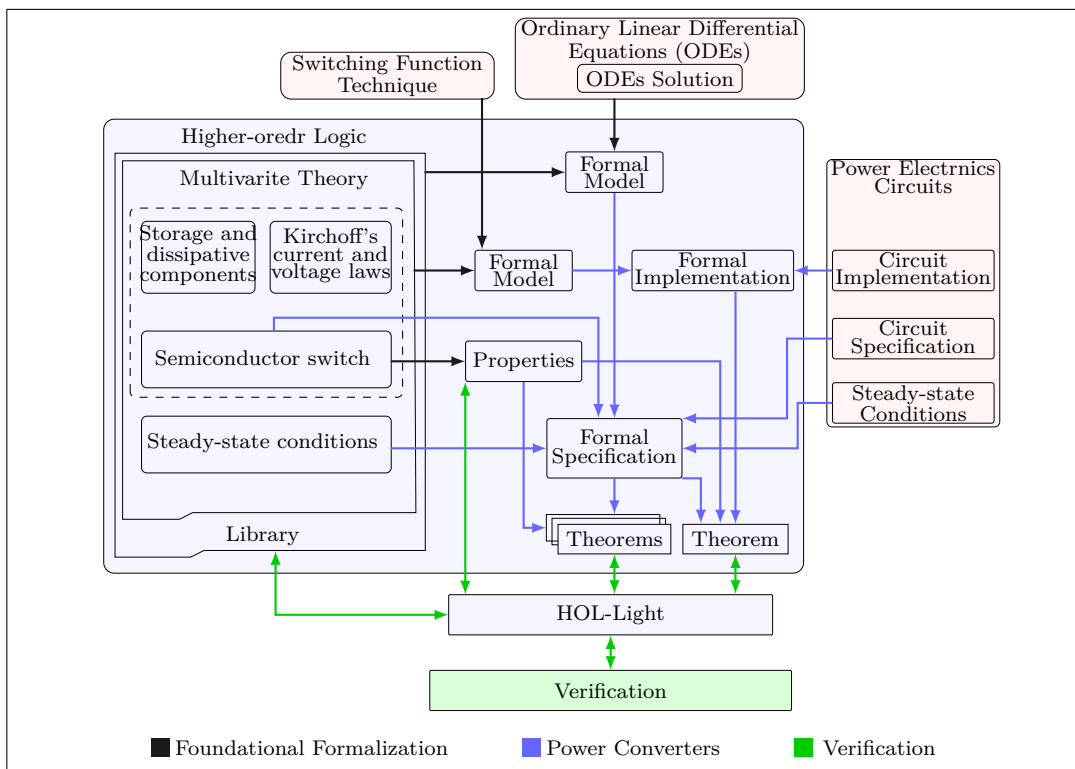 Ordinary Linear Differential
Equations (ODEs)
ODEs Solution
Switching Function
Technique
Higher-oredr Logic
Multivarite Theory
Formal
Model
Power Electrnics
Circuits
Storage and
dissipative
components
Kirchoff's
current and
voltage laws
Formal
Model
Formal
Implementation
Circuit
Implementation
Semiconductor switch
Properties
Circuit
Specification
Steady-state
Conditions
Steady-state conditions
Formal
Specification
Library
Theorems
Theorem
HOL-Light
Verification
Foundational Formalization
Power Converters
Verification